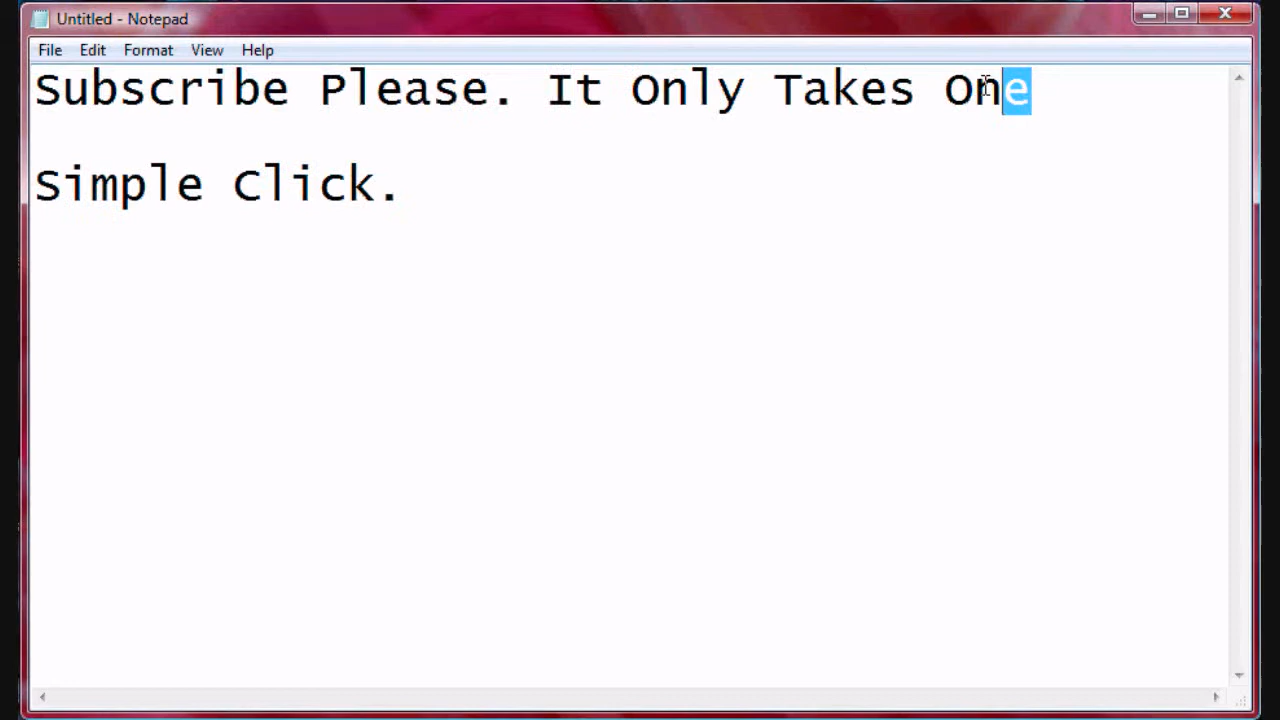 Untitled - Notepad
File Edit Format View Help
Subscribe Please. It Only Takes One
Simple Click.